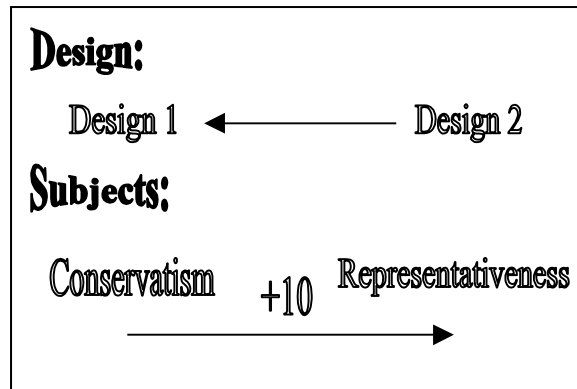 Design:
Design 1 Design 2
Subjects:
Conservatism +10 Representativeness